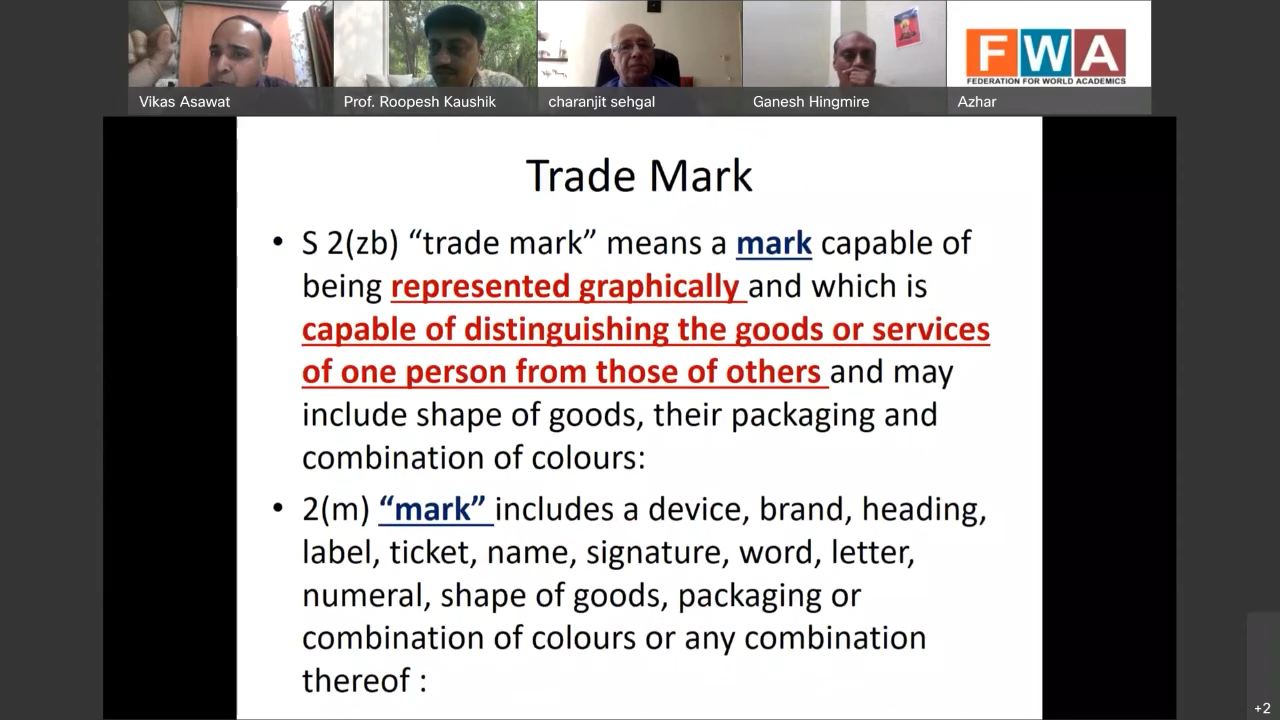 FWA
FEDERATION FOR WORLD ACADEMICS
Vikas Asawat
Prof. Roopesh Kaushik
charanjit sehgal
Ganesh Hingmire
Azhar
Trade Mark
• S 2(zb) “trade mark” means a mark capable of
being represented graphically and which is
capable of distinguishing the goods or services
of one person from those of others and may
include shape of goods, their packaging and
combination of colours:
• 2(m) “mark” includes a device, brand, heading,
label, ticket, name, signature, word, letter,
numeral, shape of goods, packaging or
combination of colours or any combination
thereof :
+2